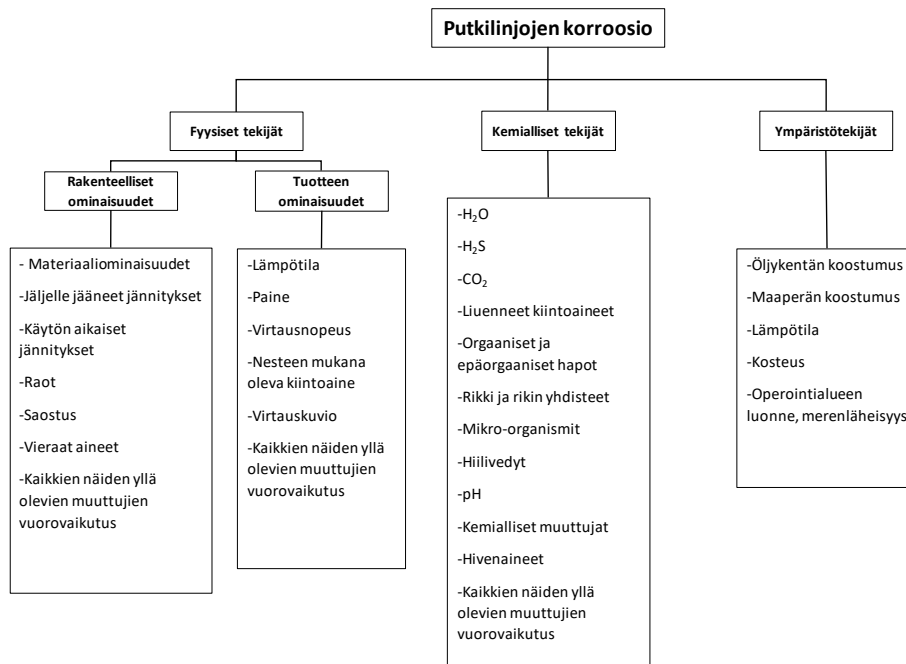 Putkilinjojen korroosio
Fyysiset tekijät
Kemialliset tekijät
Ympäristötekijät
Rakenteelliset
ominaisuudet
Tuotteen
ominaisuudet
- Materiaaliominaisuudet
-Jäljelle jääneet jännitykset
-Käytön aikaiset
jännitykset
-Raot
-Saostus
-Vieraat aineet
-Kaikkien näiden yllä
olevien muuttujien
vuorovaikutus
-Lämpötila
-Paine
-Virtausnopeus
-Nesteen mukana
oleva kiintoaine
-Virtauskuvio
-Kaikkien näiden yllä
olevien muuttujien
vuorovaikutus
-H₂O
-H₂S
-CO₂
-Liuenneet kiintoaineet
-Orgaaniset ja
epäorgaaniset hapot
-Rikki ja rikin yhdisteet
-Mikro-organismit
-Hiilivedyt
-pH
-Kemialliset muuttujat
-Hivenaineet
-Kaikkien näiden yllä
olevien muuttujien
vuorovaikutus
-Öljykentän koostumus
-Maaperän koostumus
-Lämpötila
-Kosteus
-Operointialueen
luonne, merenläheisyys